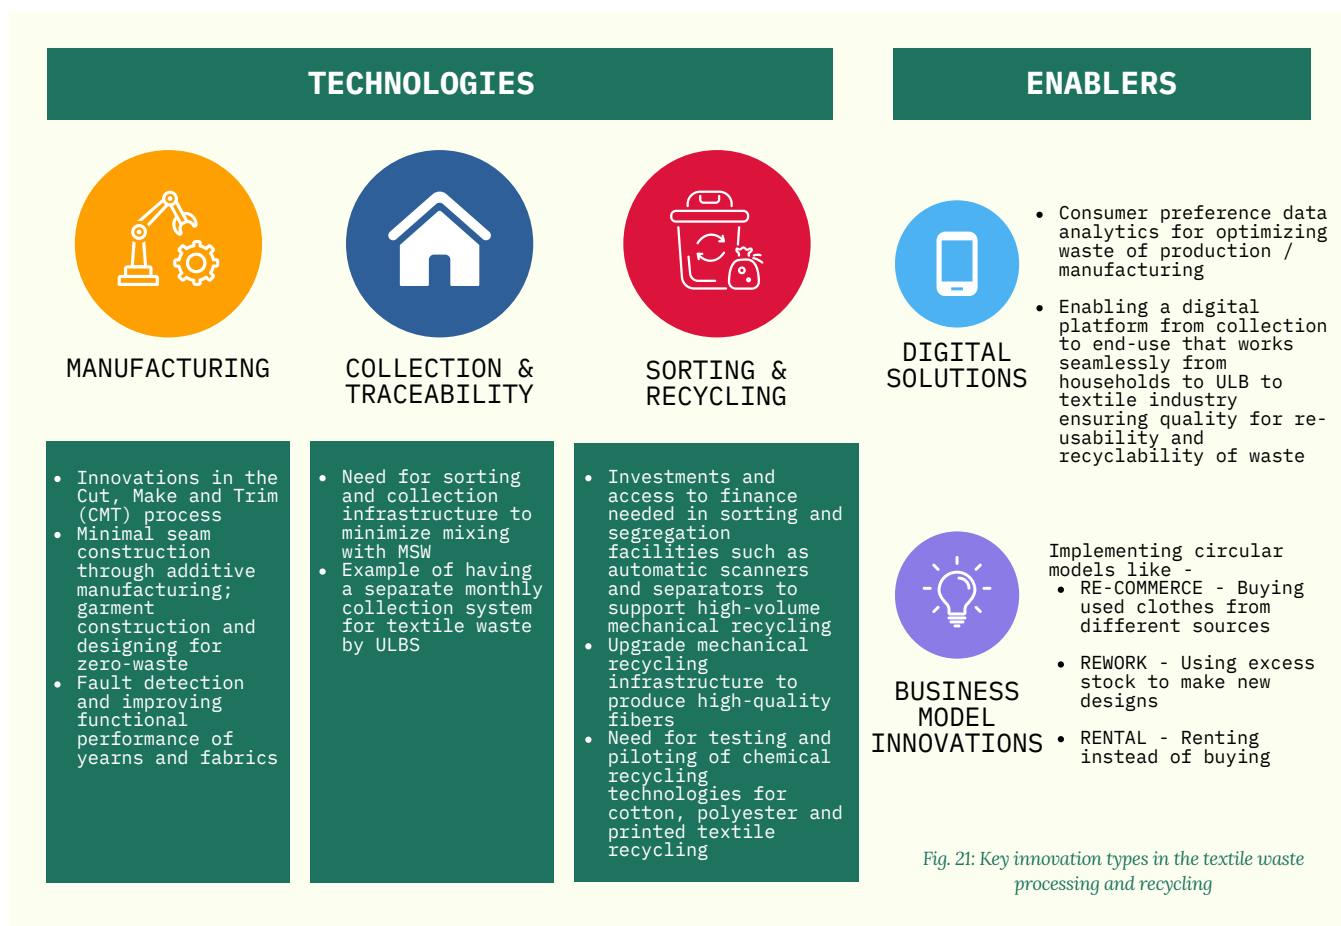 TECHNOLOGIES
MANUFACTURING
• Innovations in the
Cut, Make and Trim
(CMT) process
• Minimal seam
construction
through additive
manufacturing;
garment
construction and
designing for
zero-waste
• Fault detection
and improving
functional
performance of
yearns and fabrics
COLLECTION &
TRACEABILITY
• Need for sorting
and collection
infrastructure to
minimize mixing
with MSW
• Example of having
a separate monthly
collection system
for textile waste
by ULBS
SORTING &
RECYCLING
• Investments and
access to finance
needed in sorting and
segregation
facilities such as
automatic scanners
and separators to
support high-volume
mechanical recycling
• Upgrade mechanical
recycling
infrastructure to
produce high-quality
fibers
• Need for testing and
piloting of chemical
recycling
technologies for
cotton, polyester and
printed textile
recycling
ENABLERS
DIGITAL
SOLUTIONS
• Consumer preference data
analytics for optimizing
waste of production /
manufacturing
• Enabling a digital
platform from collection
to end-use that works
seamlessly from
households to ULB to
textile industry
ensuring quality for re-
usability and
recyclability of waste
BUSINESS
MODEL
INNOVATIONS
Implementing circular
models like -
• RE-COMMERCE - Buying
used clothes from
different sources
• REWORK - Using excess
stock to make new
designs
• RENTAL - Renting
instead of buying
Fig. 21: Key innovation types in the textile waste
processing and recycling